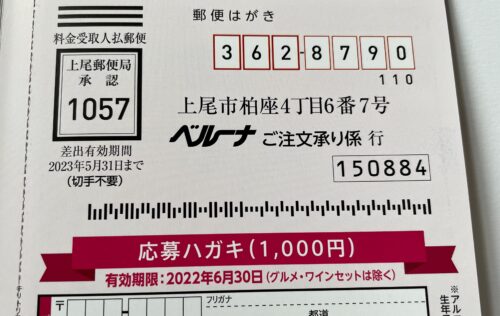 郵便はがき
料金受取人払郵便
362-8790
110
上尾郵便局
承認
1057
上尾市柏座4丁目6番7号
ベルーナ ご注文承り係 行
差出有効期間
2023年5月31日まで
(切手不要)
150884
応募ハガキ(1,000円)
有効期限:2022年6月30日(グルメ・ワインセットは除く)
〒
フリガナ
都道
※アル
生年